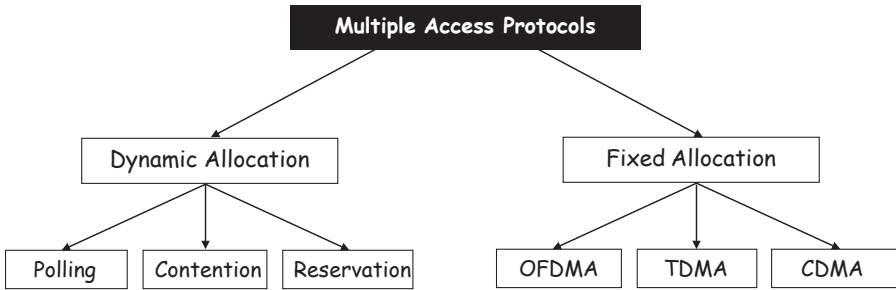 Multiple Access Protocols
Dynamic Allocation
Fixed Allocation
Polling
Contention
Reservation
OFDMA
TDMA
CDMA